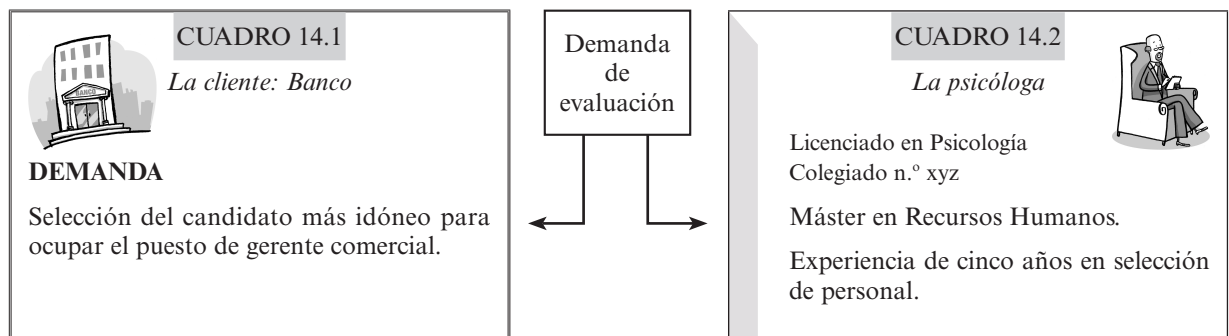 CUADRO 14.1
La cliente: Banco
BANCO
DEMANDA
Selección del candidato más idóneo para
ocupar el puesto de gerente comercial.
Demanda
de
evaluación
CUADRO 14.2
La psicóloga
Licenciado en Psicología
Colegiado n.º xyz
Máster en Recursos Humanos.
Experiencia de cinco años en selección
de personal.